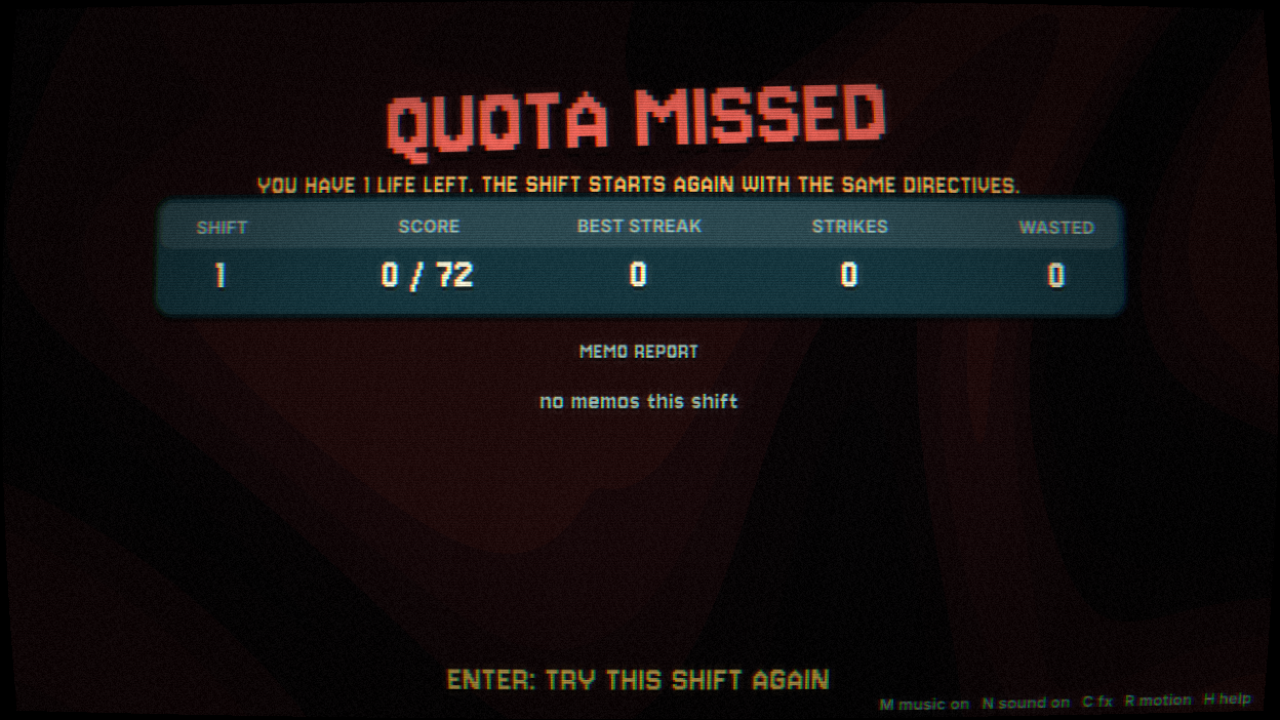 QUOTA MISSED
YOU HAVE 1 LIFE LEFT. THE SHIFT STARTS AGAIN WITH THE SAME DIRECTIVES.
SHIFT SCORE BEST STREAK STRIKES WASTED
1 0 / 72 0 0 0
MEMO REPORT
no memos this shift
ENTER: TRY THIS SHIFT AGAIN
M music on N sound on C fx R motion H help